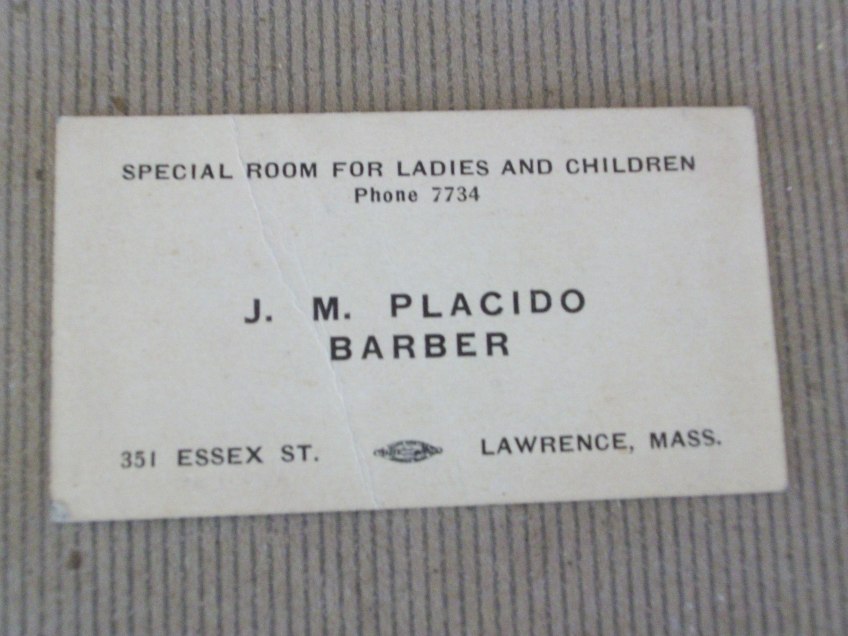 SPECIAL ROOM FOR LADIES AND CHILDREN
Phone 7734
J. M. PLACIDO
BARBER
351 ESSEX ST. LAWRENCE, MASS.